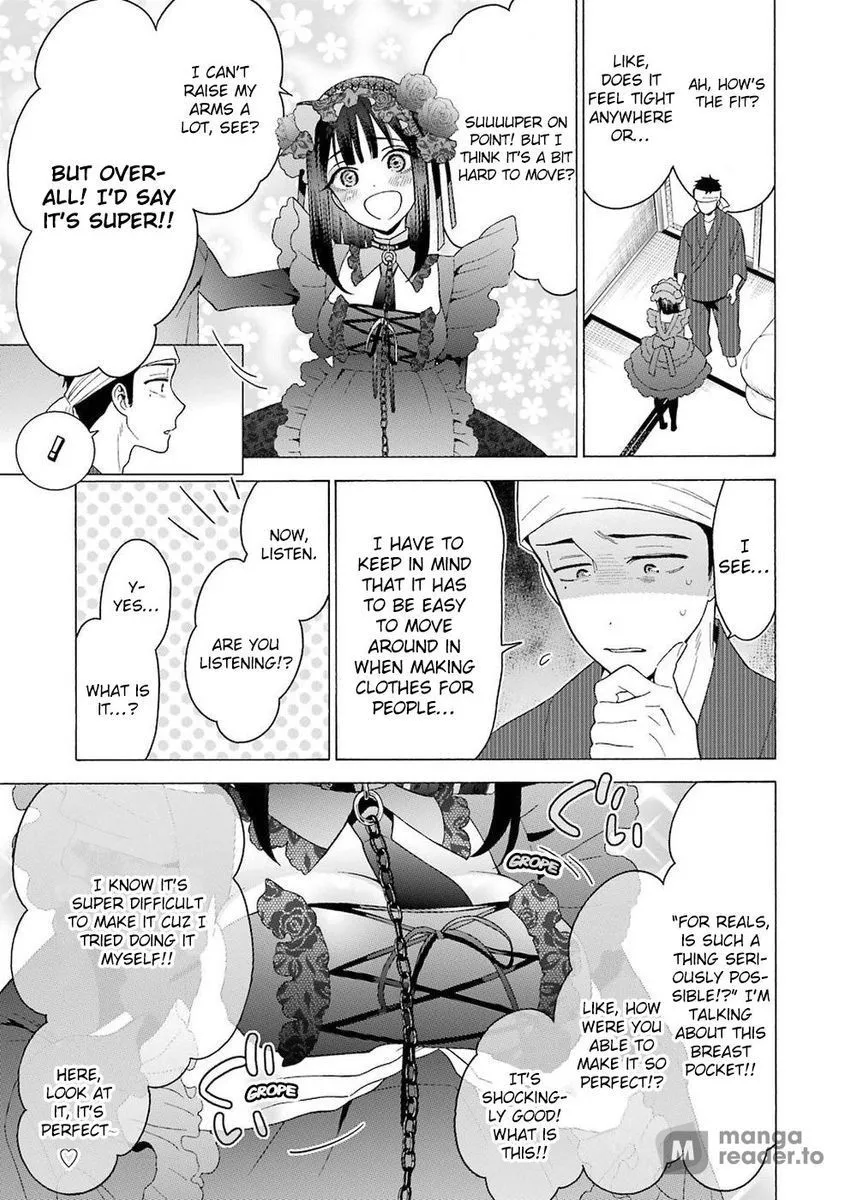 AH, HOW'S
THE FIT?
LIKE,
DOES IT
FEEL TIGHT
ANYWHERE
OR...
SUUUUPER ON
POINT! BUT I
THINK IT'S A BIT
HARD TO MOVE?
I CAN'T
RAISE MY
ARMS A
LOT, SEE?
BUT OVER-
ALL! I'D SAY
IT'S SUPER!!
!
I
SEE...
I HAVE TO
KEEP IN MIND
THAT IT HAS
TO BE EASY
TO MOVE
AROUND IN
WHEN MAKING
CLOTHES FOR
PEOPLE...
NOW,
LISTEN.
ARE YOU
LISTENING!?
Y-
YES...
WHAT IS
IT...?
"FOR REALS,
IS SUCH A
THING SERI-
OUSLY POS-
SIBLE!?" I'M
TALKING
ABOUT THIS
BREAST
POCKET!!
ぐい
GROPE
LIKE, HOW
WERE YOU
ABLE TO
MAKE IT SO
PERFECT!?
IT'S
SHOCKING-
LY GOOD!
WHAT IS
THIS!!
I KNOW IT'S
SUPER DIFFICULT
TO MAKE IT CUZ I
TRIED DOING IT
MYSELF!!
ぐい
GROPE
HERE,
LOOK AT
IT, IT'S
PERFECT~
♡
M manga
reader.to